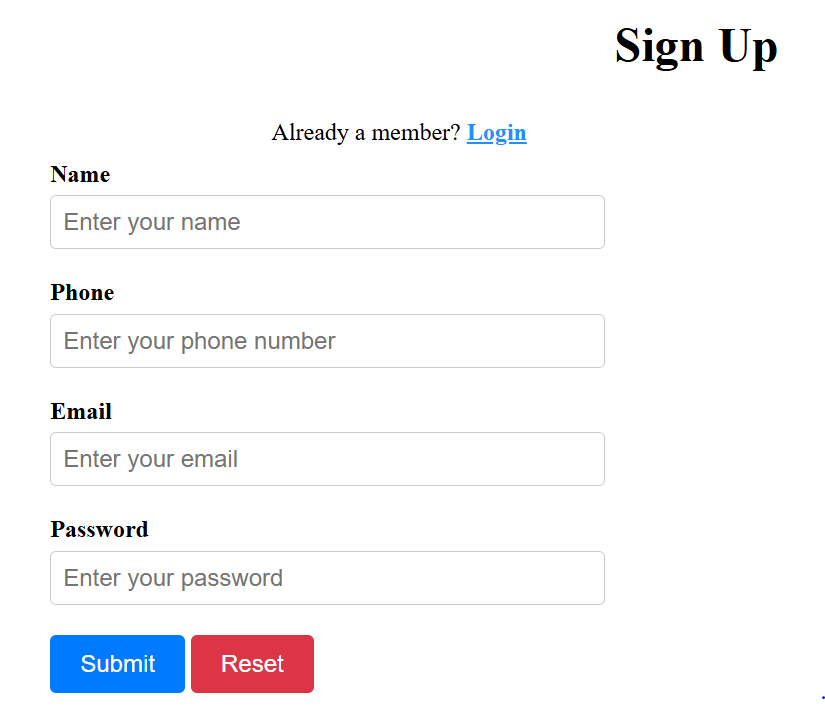 Sign Up
Already a member? Login
Name
Enter your name
Phone
Enter your phone number
Email
Enter your email
Password
Enter your password
Submit Reset